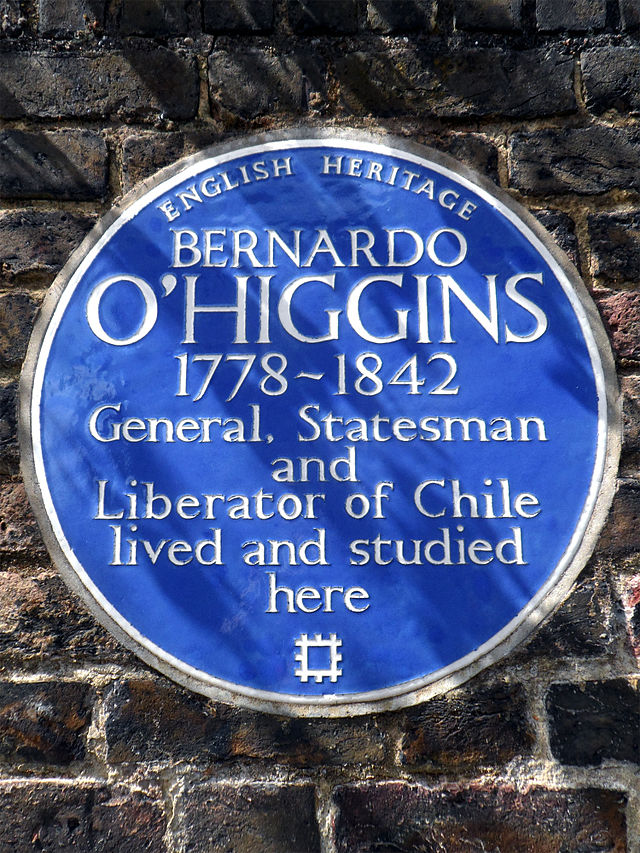 ENGLISH HERITAGE
BERNARDO
O'HIGGINS
1778~1842
General, Statesman
and
Liberator of Chile
lived and studied
here